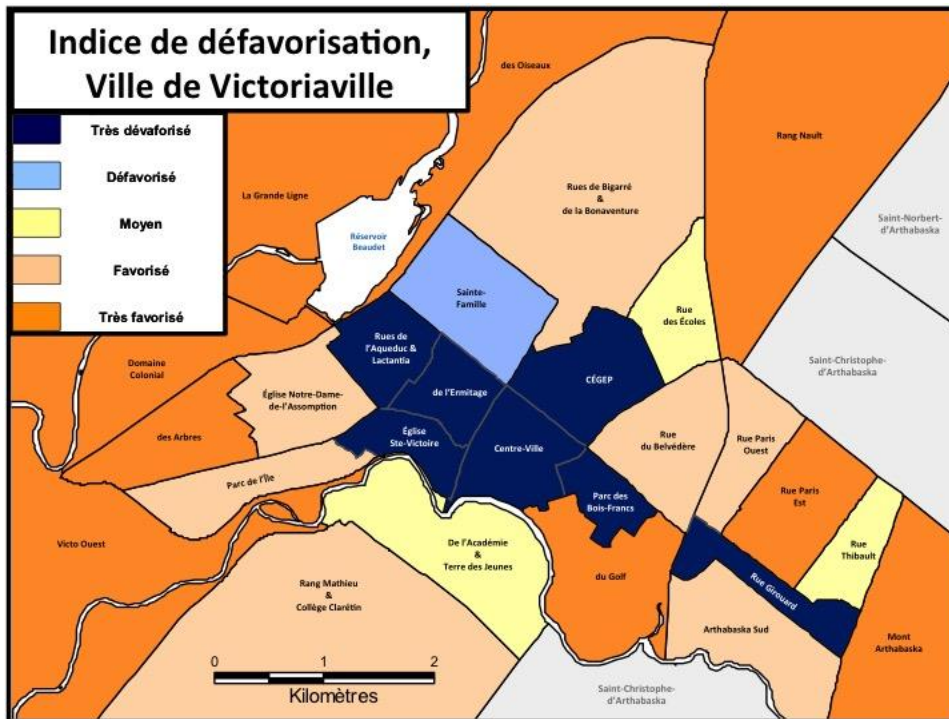 Indice de défavorisation,
Ville de Victoriaville
Très dévaforisé
Défavorisé
Moyen
Favorisé
Très favorisé
des Oiseaux
Rang Nault
La Grande Ligne
Rues de Bigarré
&
de la Bonaventure
Saint-Norbert-
d'Arthabaska
Réservoir
Beaudet
Sainte-
Famille
Rue
des Écoles
Rues de
l'Aqueduc &
Lactantia
Saint-Christophe-
d'Arthabaska
Domaine
Colonial
CÉGEP
de l'Ermitage
Église Notre-Dame-
de-l'Assomption
des Arbres
Église
Ste-Victoire
Centre-Ville
Rue
du Belvédère
Rue Paris
Ouest
Parc de l'Île
Parc des
Bois-Francs
Rue Paris
Est
Victo Ouest
De l'Académie
&
Terre des Jeunes
Rue
Thibault
du Golf
Rue Girouard
Rang Mathieu
&
Collège Clarétin
Arthabaska Sud
Mont
Arthabaska
0 1 2
Kilomètres
Saint-Christophe-
d'Arthabaska